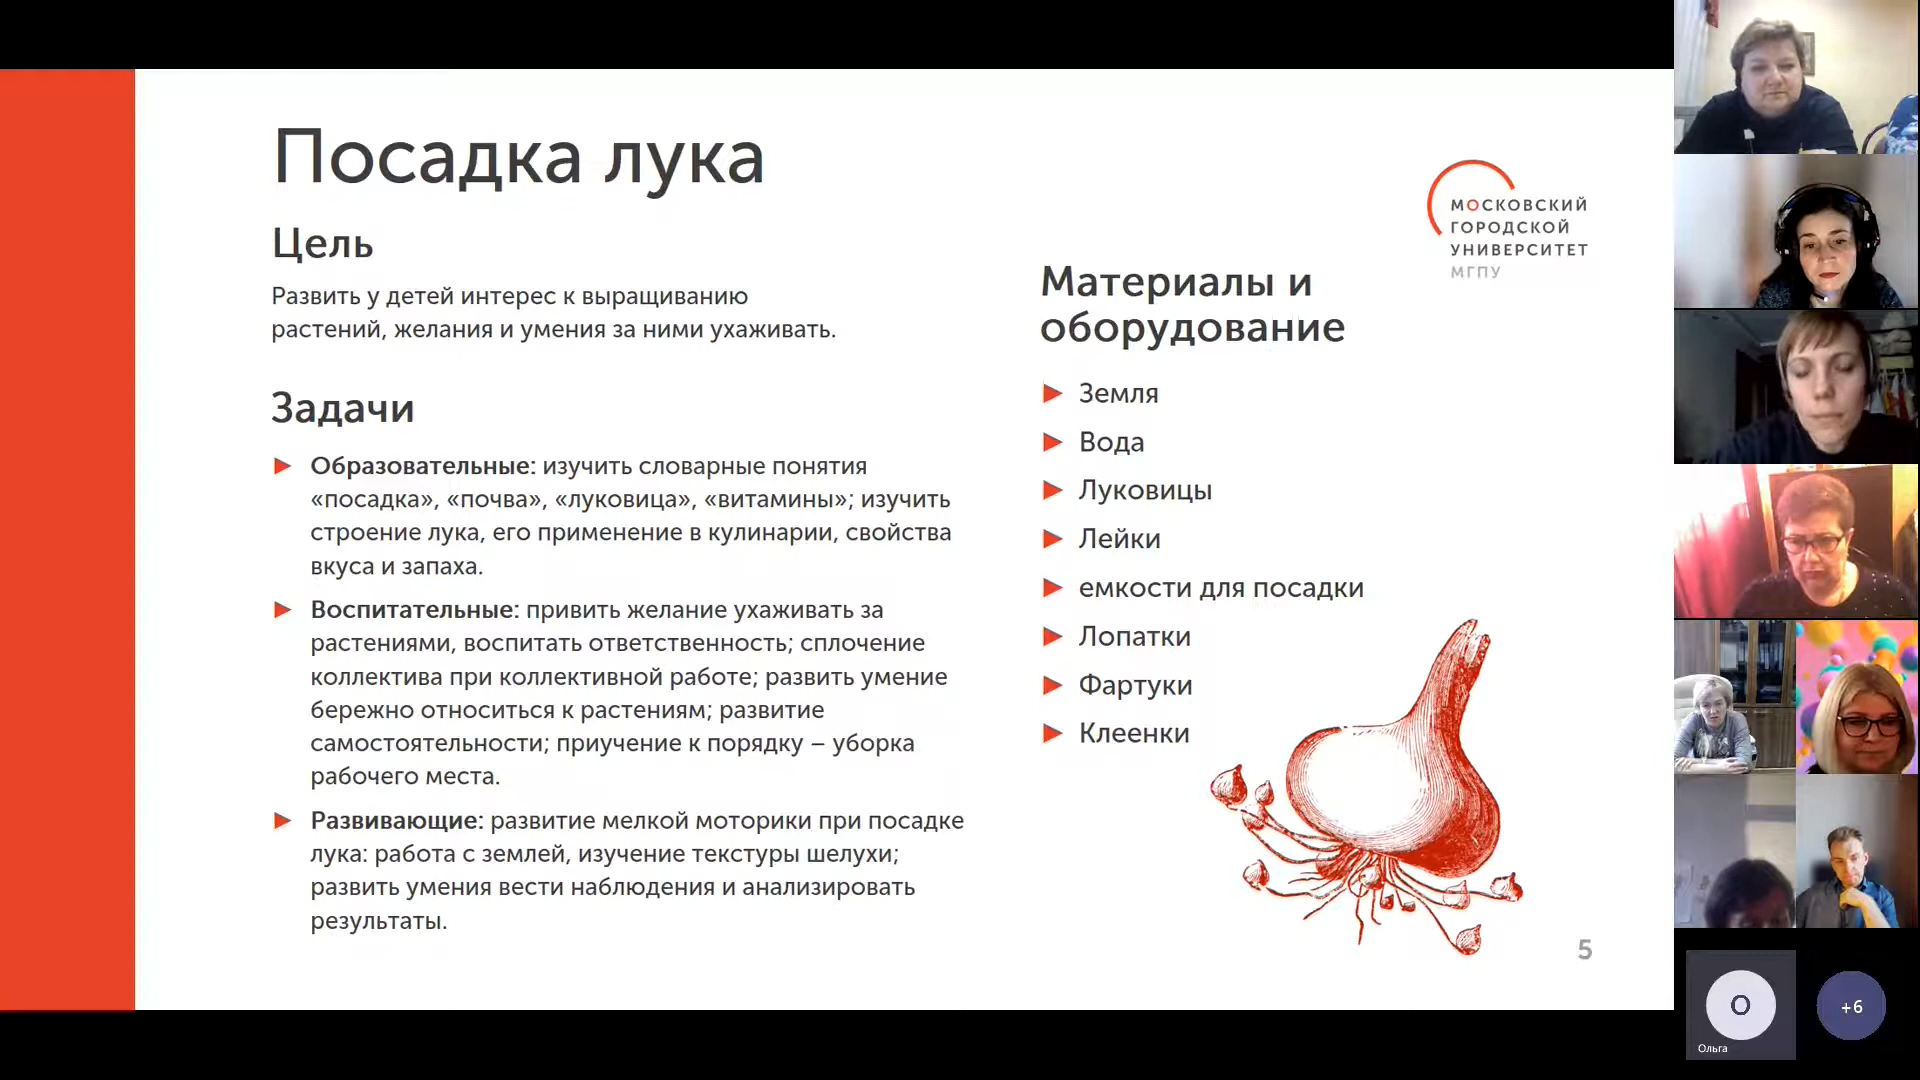 Посадка лука
Цель
Развить у детей интерес к выращиванию
растений, желания и умения за ними ухаживать.
Задачи
Образовательные: изучить словарные понятия
«посадка», «почва», «луковица», «витамины»; изучить
строение лука, его применение в кулинарии, свойства
вкуса и запаха.
Воспитательные: привить желание ухаживать за
растениями, воспитать ответственность; сплочение
коллектива при коллективной работе; развить умение
бережно относиться к растениям; развитие
самостоятельности; приучение к порядку – уборка
рабочего места.
Развивающие: развитие мелкой моторики при посадке
лука: работа с землей, изучение текстуры шелухи;
развить умения вести наблюдения и анализировать
результаты.
МОСКОВСКИЙ
ГОРОДСКОЙ
УНИВЕРСИТЕТ
МГПУ
Материалы и
оборудование
Земля
Вода
Луковицы
Лейки
емкости для посадки
Лопатки
Фартуки
Клеенки
5
О
Ольга
+6